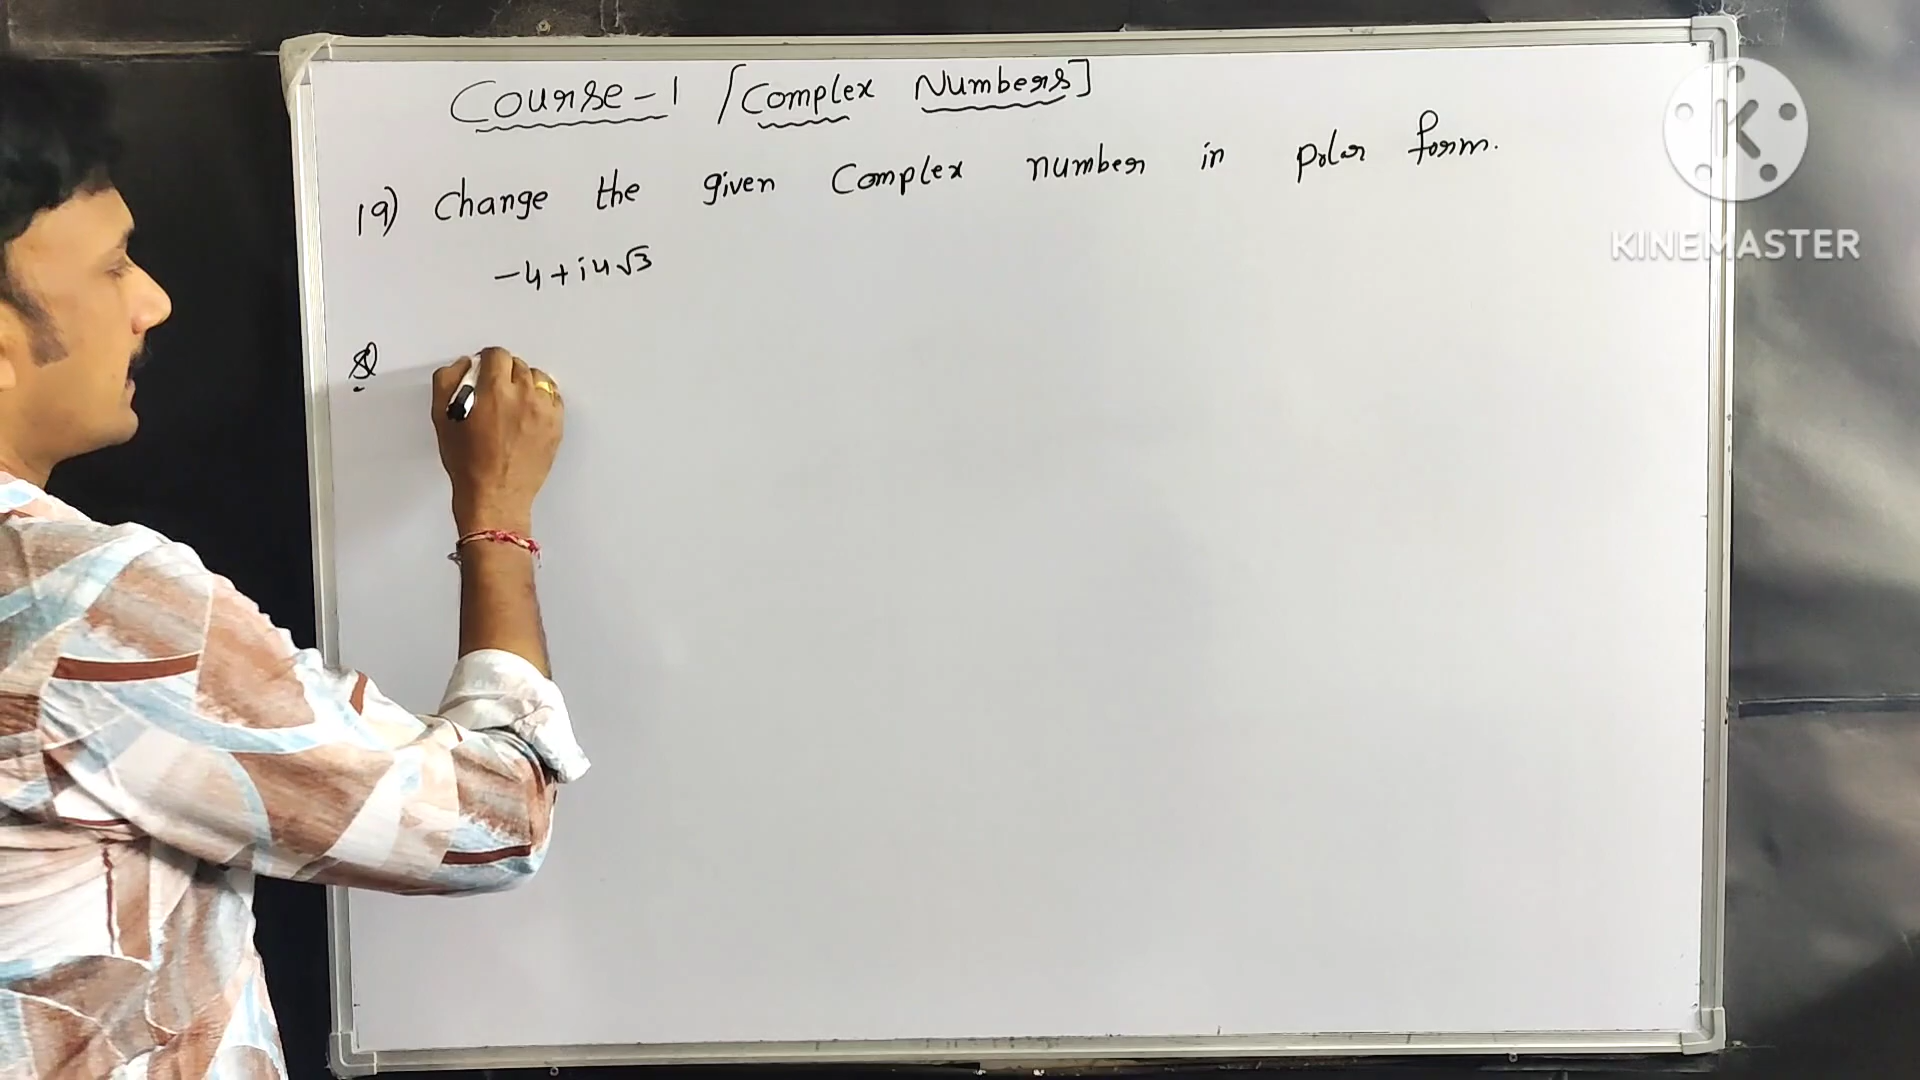 Course-1 [Complex Numbers]
19) Change the given Complex number in polar form.
-4+i4√3
KINEMASTER